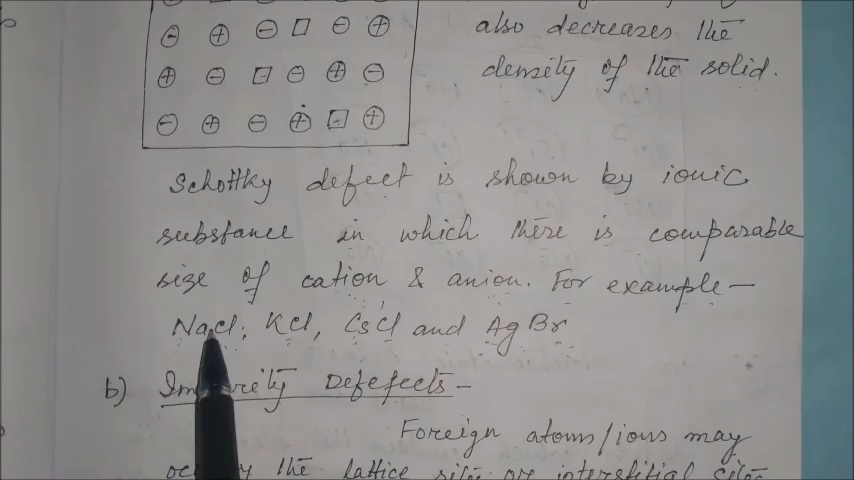 ⊖ ⊕ ⊖ □ ⊖ ⊕
also decreases the
⊕ ⊖ □ ⊖ ⊕ ⊖
density of the solid.
⊖ ⊕ ⊖ ⊕ □ ⊕
Schottky defect is shown by ionic
substance in which there is comparable
size of cation & anion. For example —
NaCl, KCl, CsCl and AgBr
b) Impurity Defefects —
Foreign atoms/ions may
the lattice sites or interstitial sites